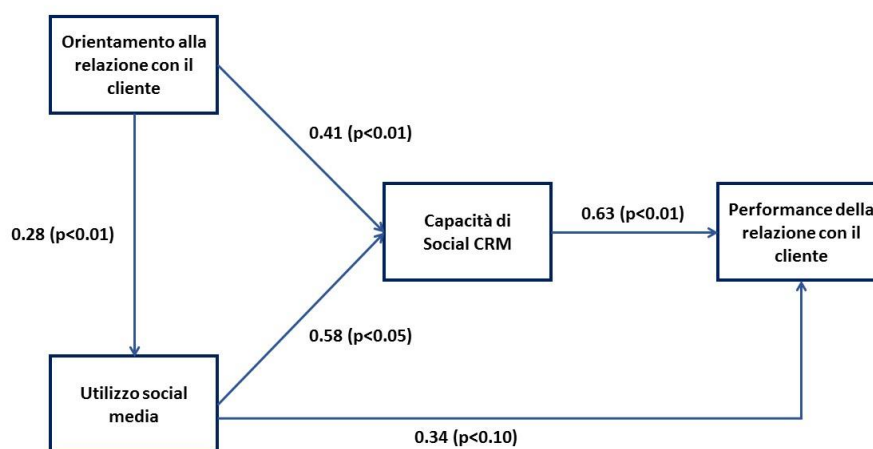 Orientamento alla
relazione con il
cliente
0.41 (p<0.01)
0.28 (p<0.01)
Capacità di
Social CRM
0.63 (p<0.01)
Performance della
relazione con il
cliente
0.58 (p<0.05)
Utilizzo social
media
0.34 (p<0.10)